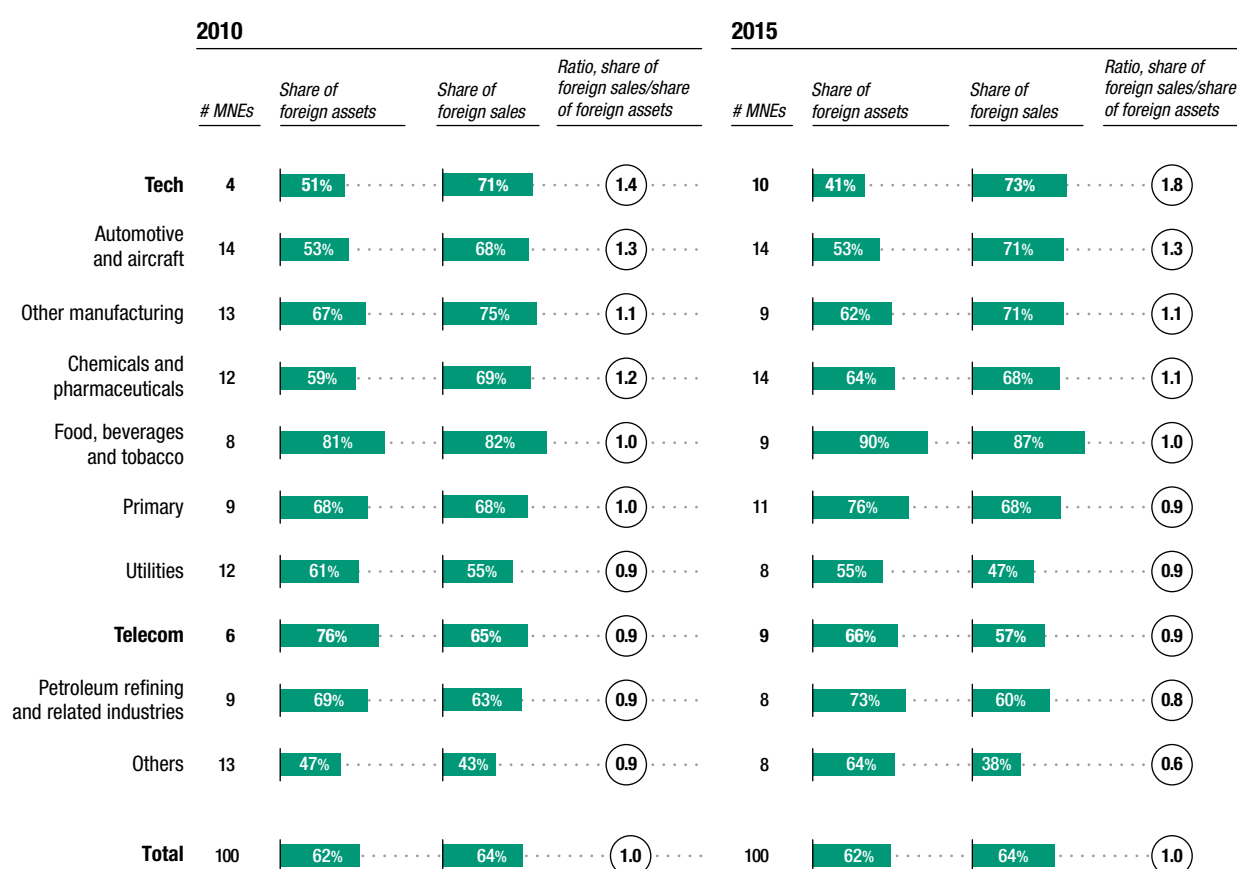 2010 2015
# MNEs Share of foreign assets Share of foreign sales Ratio, share of foreign sales/share of foreign assets # MNEs Share of foreign assets Share of foreign sales Ratio, share of foreign sales/share of foreign assets
Tech 4 51% 71% 1.4 10 41% 73% 1.8
Automotive and aircraft 14 53% 68% 1.3 14 53% 71% 1.3
Other manufacturing 13 67% 75% 1.1 9 62% 71% 1.1
Chemicals and pharmaceuticals 12 59% 69% 1.2 14 64% 68% 1.1
Food, beverages and tobacco 8 81% 82% 1.0 9 90% 87% 1.0
Primary 9 68% 68% 1.0 11 76% 68% 0.9
Utilities 12 61% 55% 0.9 8 55% 47% 0.9
Telecom 6 76% 65% 0.9 9 66% 57% 0.9
Petroleum refining and related industries 9 69% 63% 0.9 8 73% 60% 0.8
Others 13 47% 43% 0.9 8 64% 38% 0.6
Total 100 62% 64% 1.0 100 62% 64% 1.0